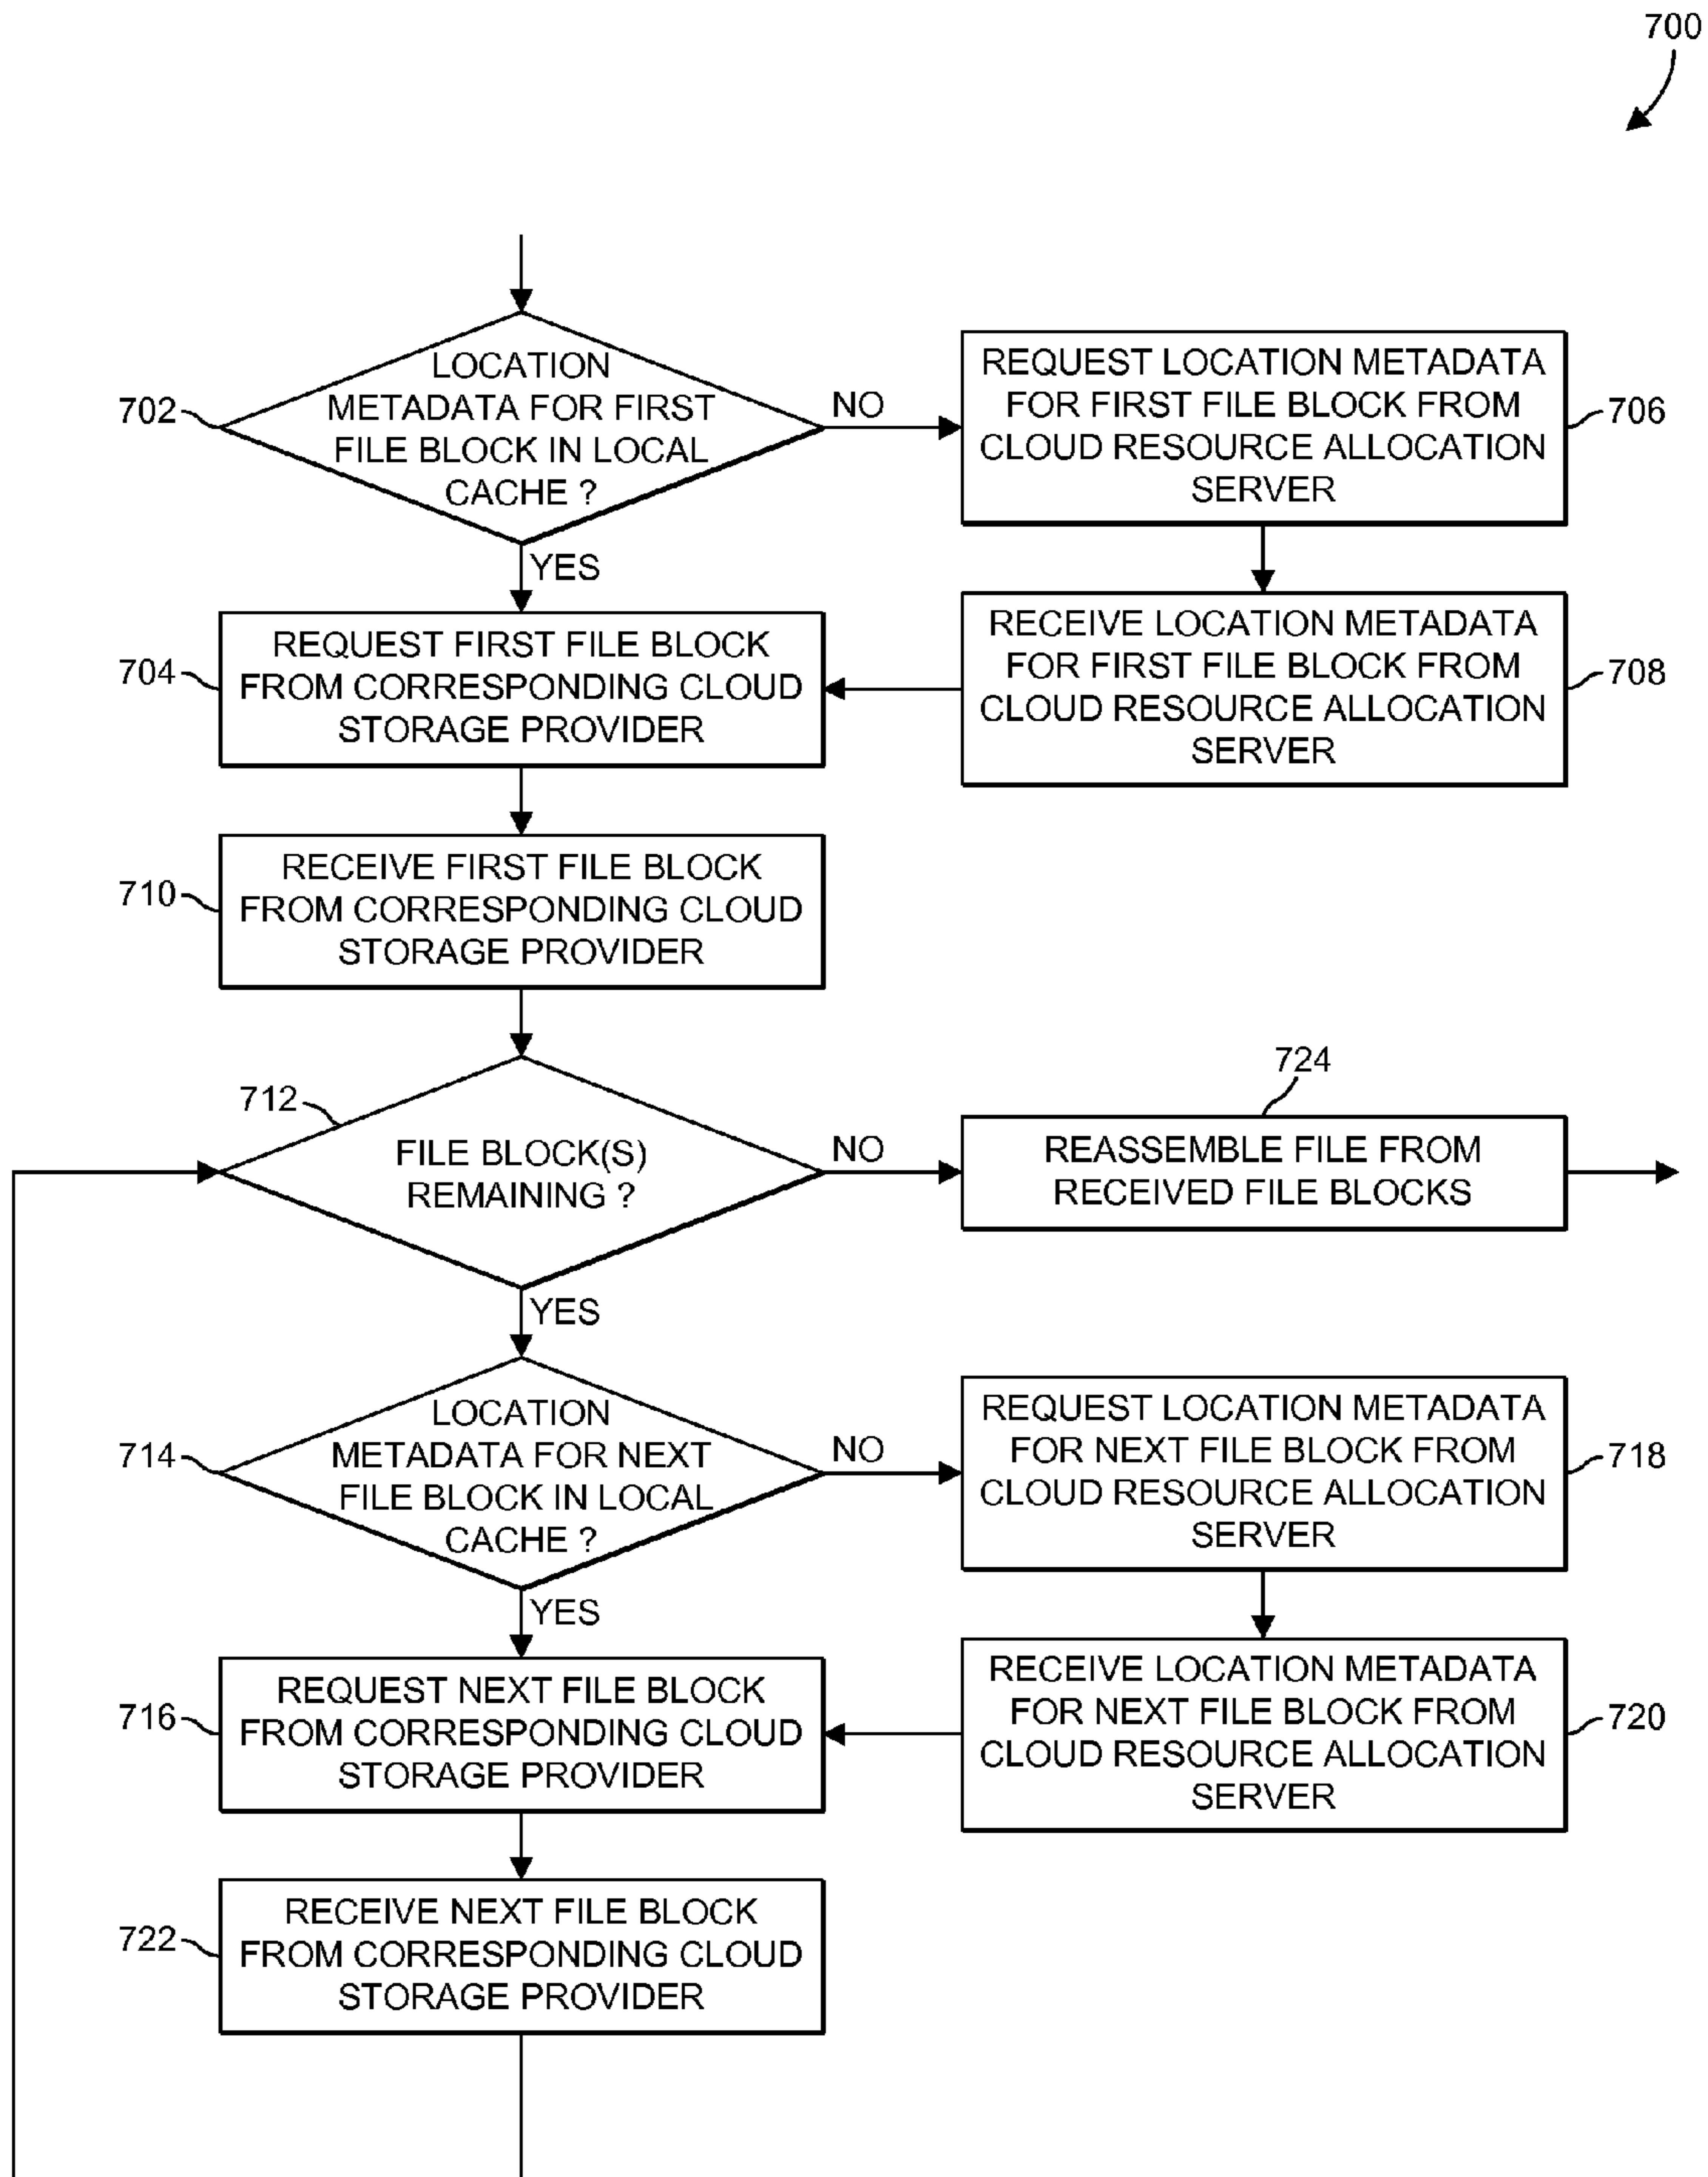 700
LOCATION
METADATA FOR FIRST
FILE BLOCK IN LOCAL
CACHE ?
702
NO
YES
REQUEST LOCATION METADATA
FOR FIRST FILE BLOCK FROM
CLOUD RESOURCE ALLOCATION
SERVER
706
REQUEST FIRST FILE BLOCK
FROM CORRESPONDING CLOUD
STORAGE PROVIDER
704
RECEIVE LOCATION METADATA
FOR FIRST FILE BLOCK FROM
CLOUD RESOURCE ALLOCATION
SERVER
708
RECEIVE FIRST FILE BLOCK
FROM CORRESPONDING CLOUD
STORAGE PROVIDER
710
712
FILE BLOCK(S)
REMAINING ?
NO
YES
724
REASSEMBLE FILE FROM
RECEIVED FILE BLOCKS
LOCATION
METADATA FOR NEXT
FILE BLOCK IN LOCAL
CACHE ?
714
NO
YES
REQUEST LOCATION METADATA
FOR NEXT FILE BLOCK FROM
CLOUD RESOURCE ALLOCATION
SERVER
718
REQUEST NEXT FILE BLOCK
FROM CORRESPONDING CLOUD
STORAGE PROVIDER
716
RECEIVE LOCATION METADATA
FOR NEXT FILE BLOCK FROM
CLOUD RESOURCE ALLOCATION
SERVER
720
RECEIVE NEXT FILE BLOCK
FROM CORRESPONDING CLOUD
STORAGE PROVIDER
722